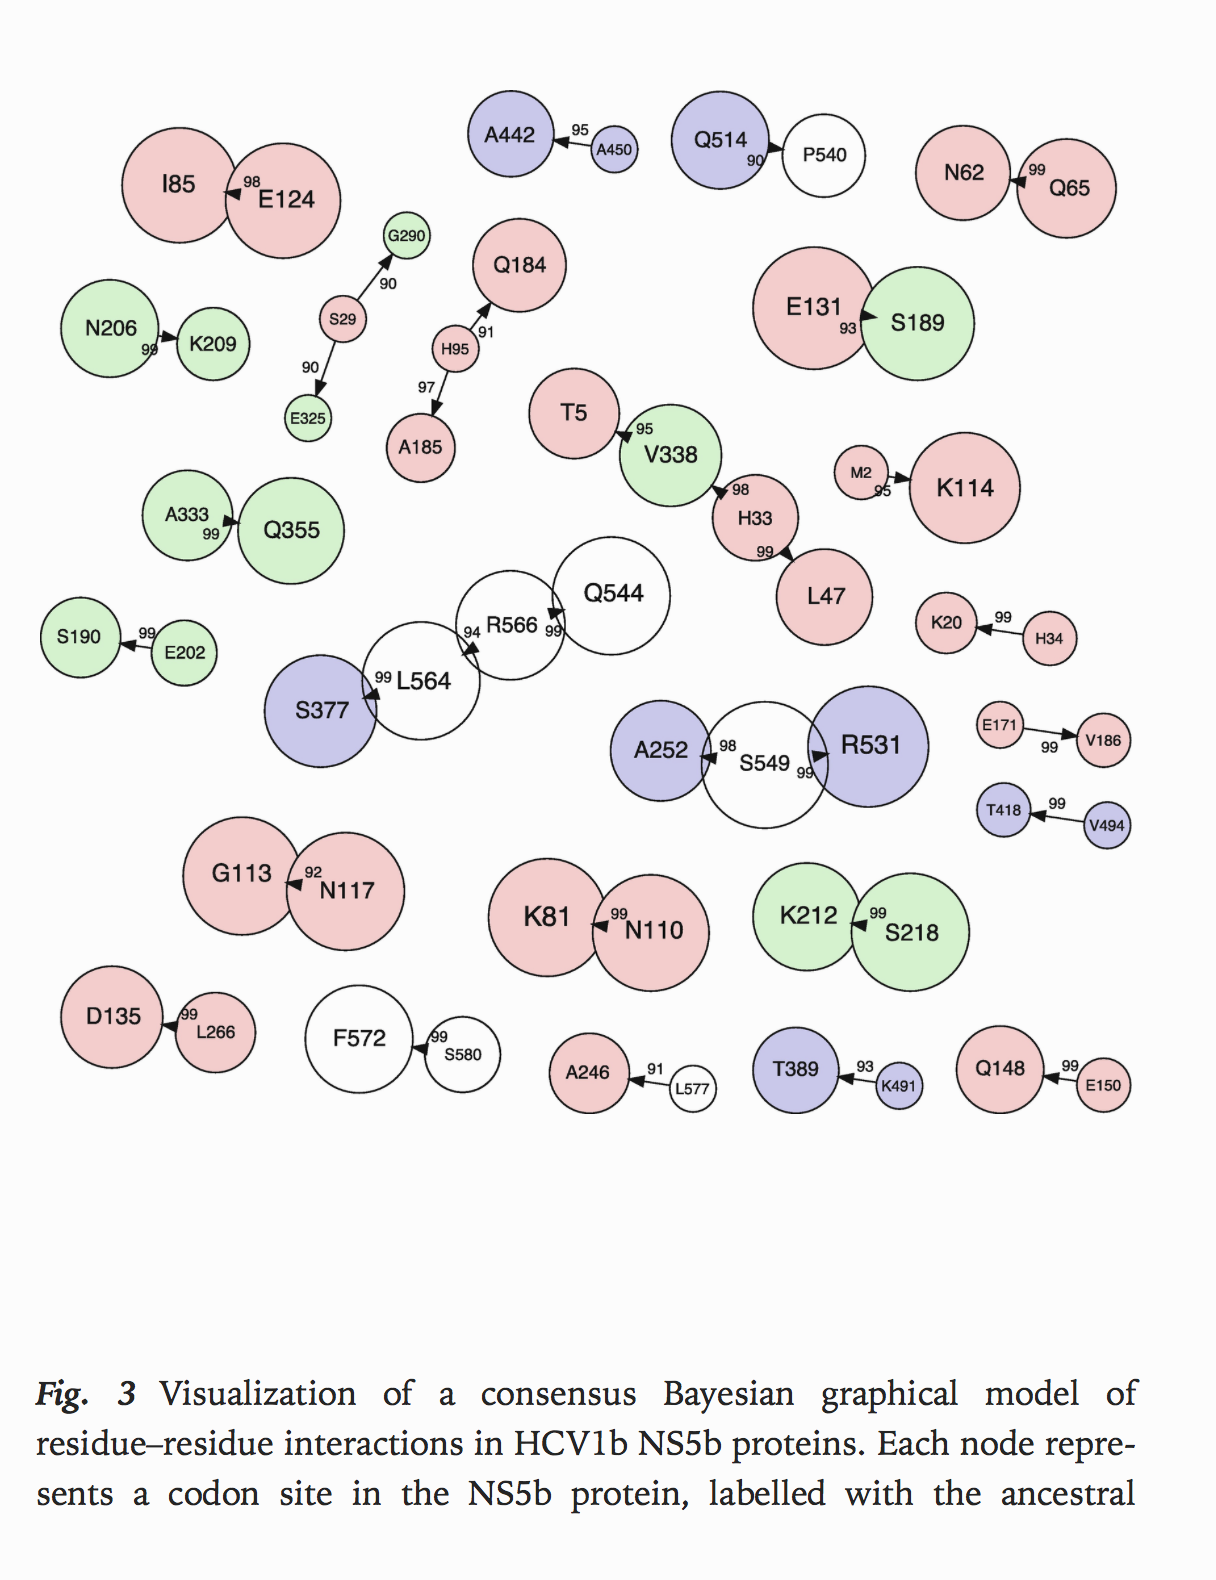 A442
95
A450
Q514
90
P540
I85
98
E124
N62
99
Q65
G290
90
S29
90
E325
Q184
91
H95
97
A185
E131
93
S189
N206
99
K209
T5
95
V338
98
H33
99
L47
M2
95
K114
A333
99
Q355
Q544
99
R566
94
L564
99
S377
K20
99
H34
S190
99
E202
A252
98
S549
99
R531
E171
99
V186
T418
99
V494
G113
92
N117
K81
99
N110
K212
99
S218
D135
99
L266
F572
99
S580
A246
91
L577
T389
93
K491
Q148
99
E150
Fig. 3 Visualization of a consensus Bayesian graphical model of
residue–residue interactions in HCV1b NS5b proteins. Each node repre-
sents a codon site in the NS5b protein, labelled with the ancestral